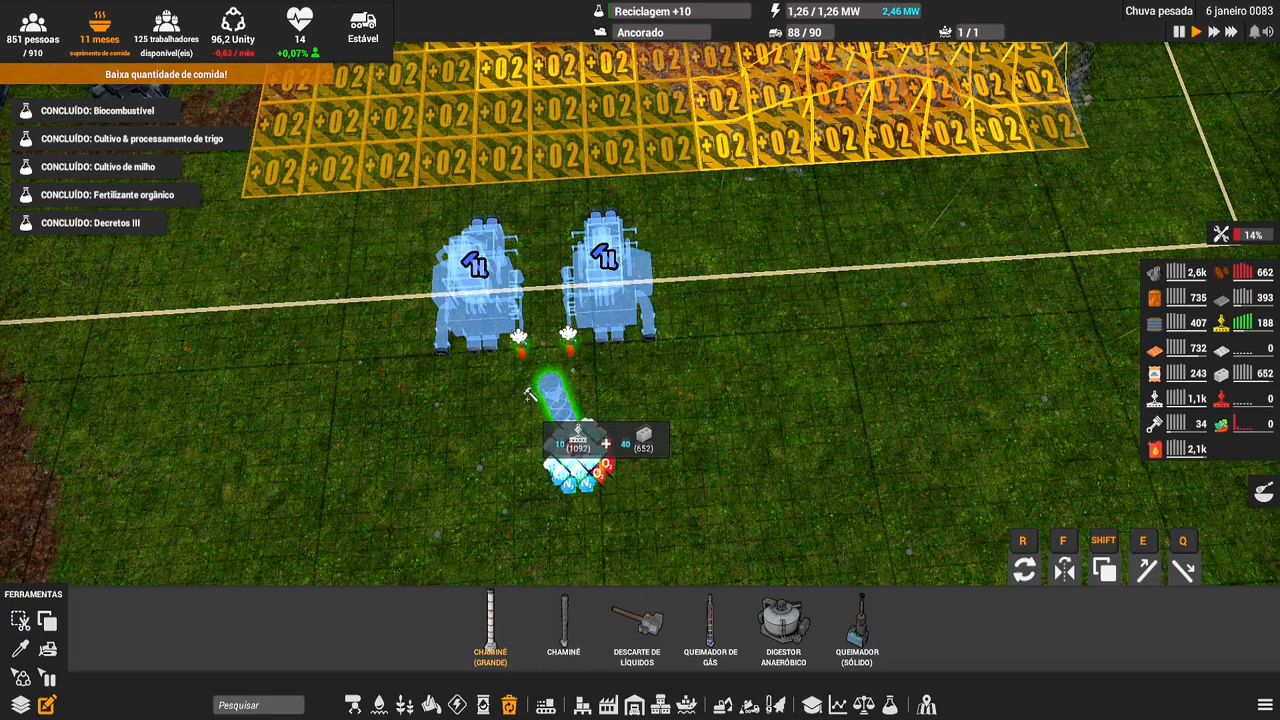 851 pessoas
/ 910
11 meses
suprimento de comida
125 trabalhadores
disponível(eis)
96,2 Unity
-0,63 / mês
14
+0,07%
Estável
Reciclagem +10
Ancorado
1,26 / 1,26 MW
2,46 MW
88 / 90
1 / 1
Chuva pesada
6 janeiro 0083
Baixa quantidade de comida!
CONCLUÍDO: Biocombustível
CONCLUÍDO: Cultivo & processamento de trigo
CONCLUÍDO: Cultivo de milho
CONCLUÍDO: Fertilizante orgânico
CONCLUÍDO: Decretos III
14%
2,6k
662
735
393
407
188
732
0
243
652
1,1k
0
34
0
2,1k
10
(1092)
+
40
(652)
R
F
SHIFT
E
Q
FERRAMENTAS
CHAMINÉ
(GRANDE)
CHAMINÉ
DESCARTE DE
LÍQUIDOS
QUEIMADOR DE
GÁS
DIGESTOR
ANAERÓBICO
QUEIMADOR
(SÓLIDO)
Pesquisar